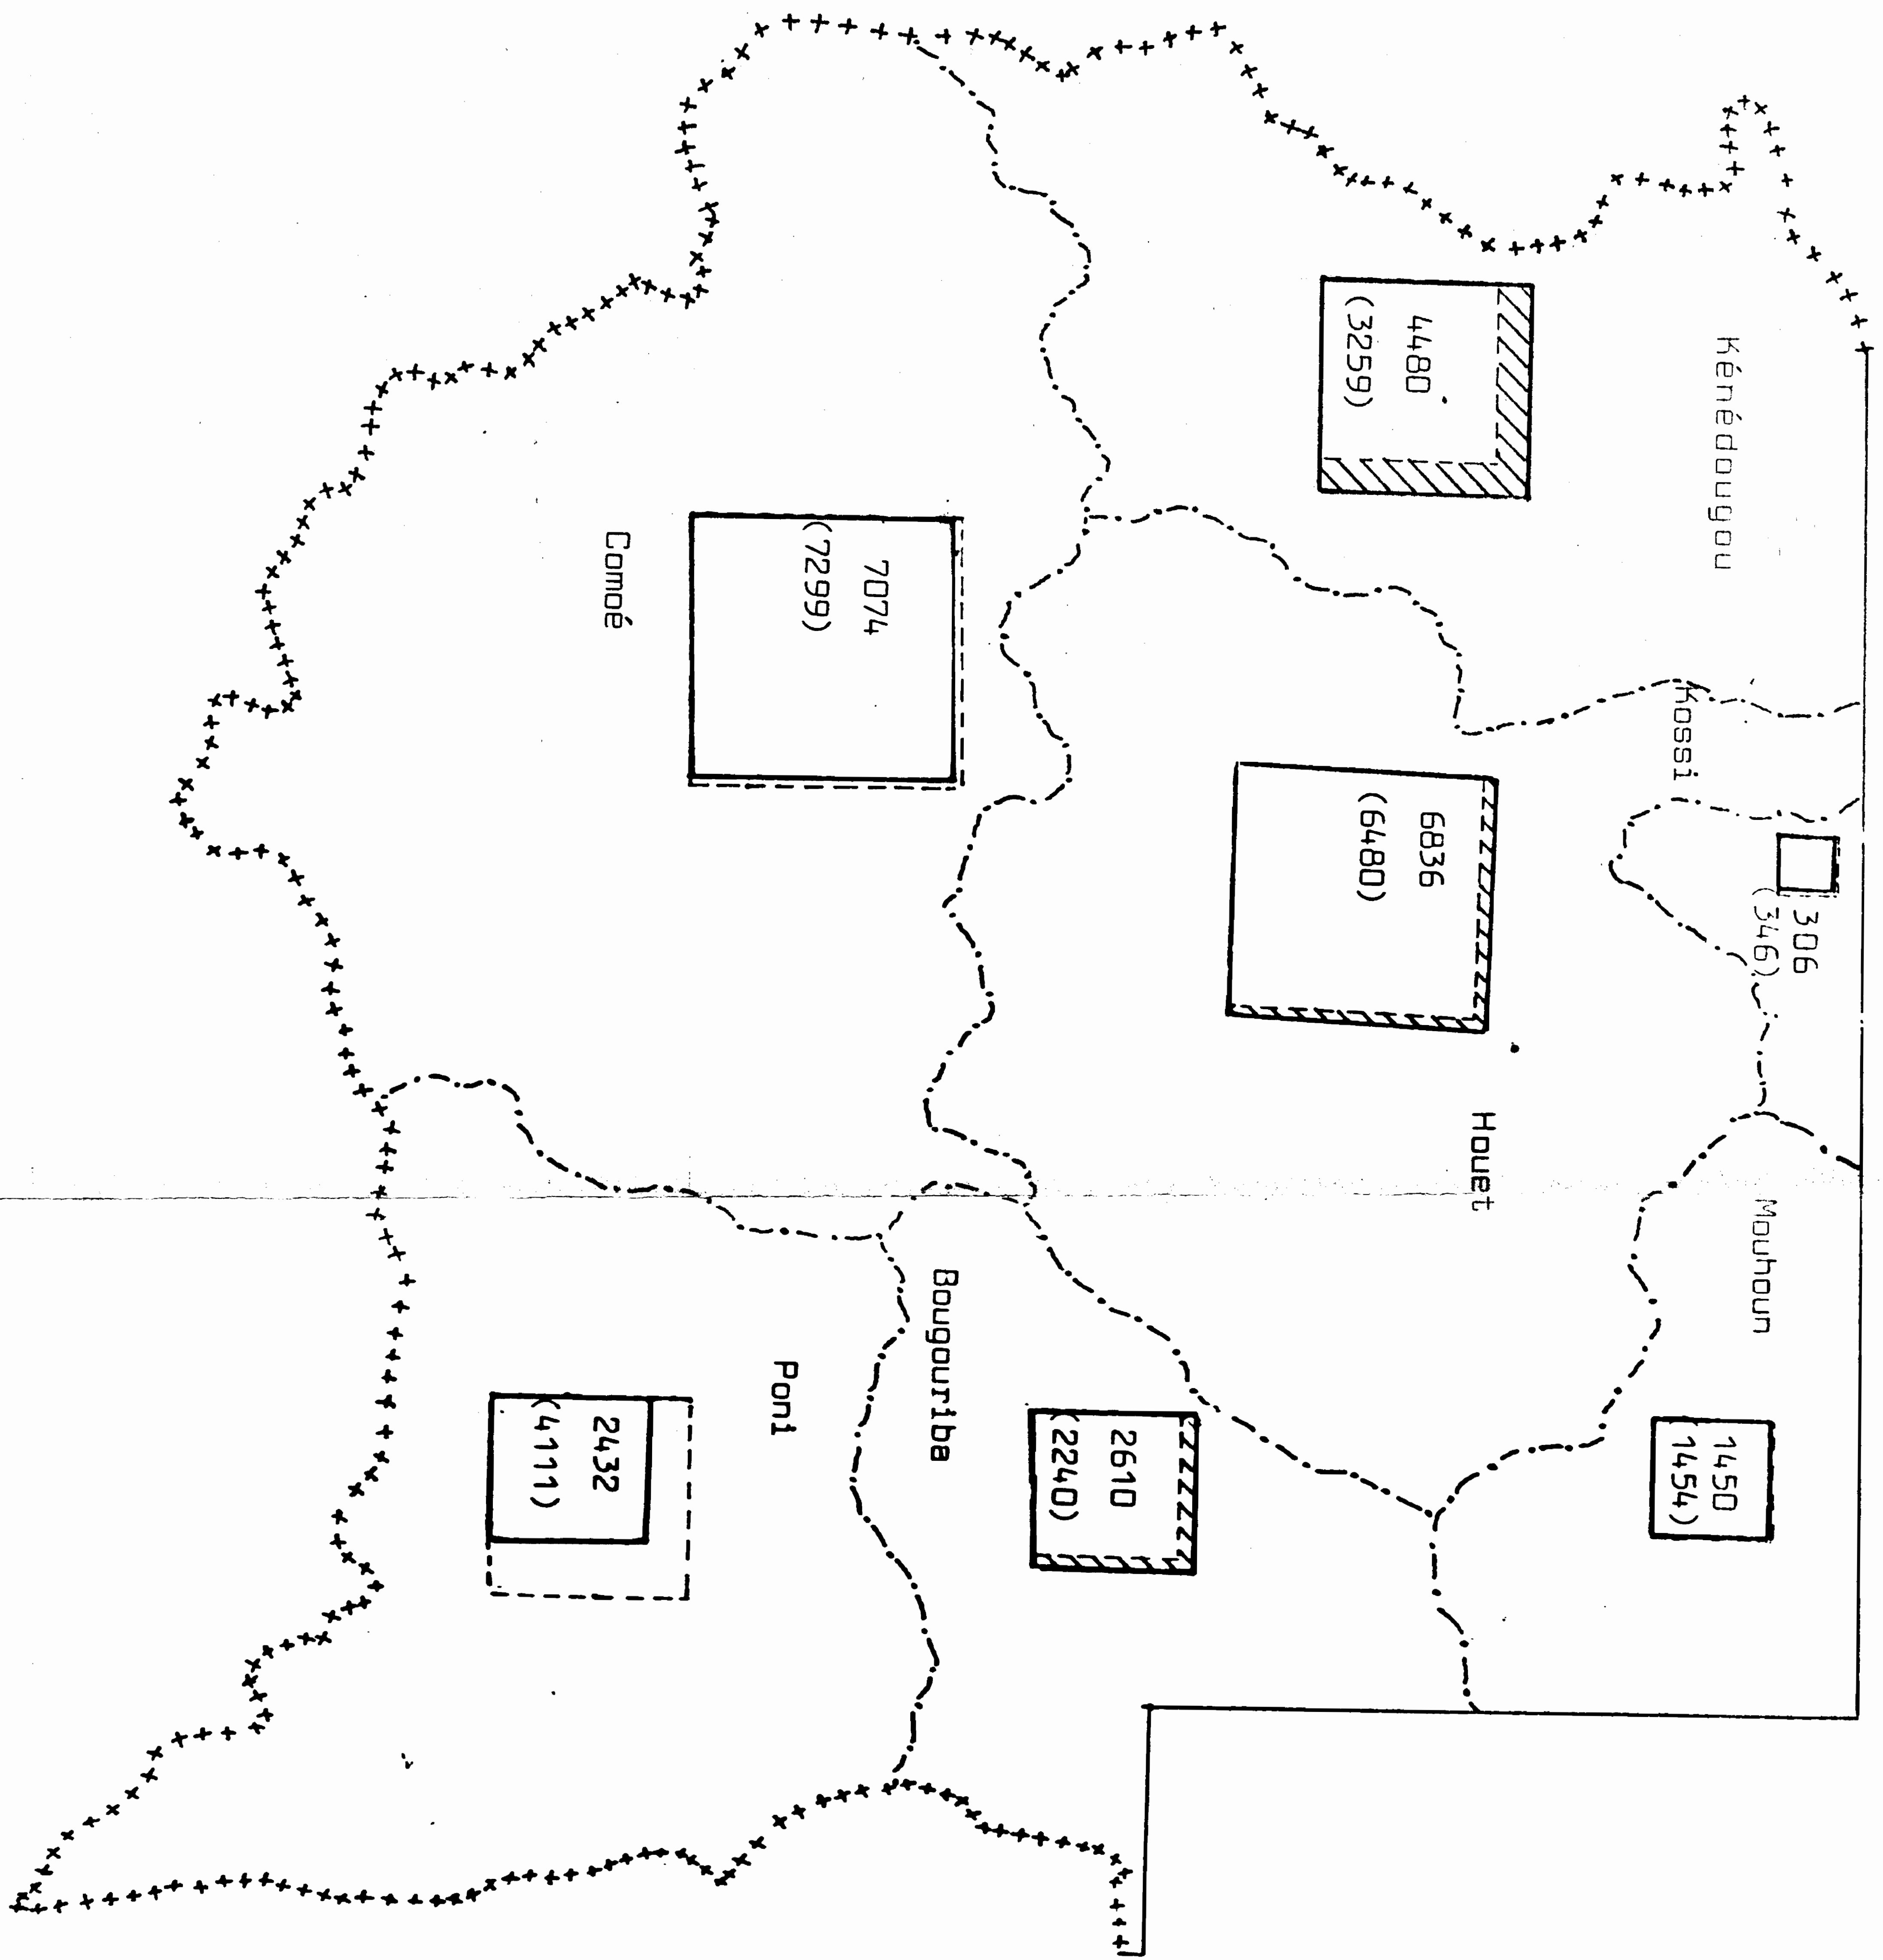 Kénédougou
4480
(3259)
Kossi
306
(346)
Mouhoun
1450
1454)
6836
(6480)
Houet
7074
(7299)
Comoé
Bougouriba
2610
(2240)
Poni
2432
(4111)